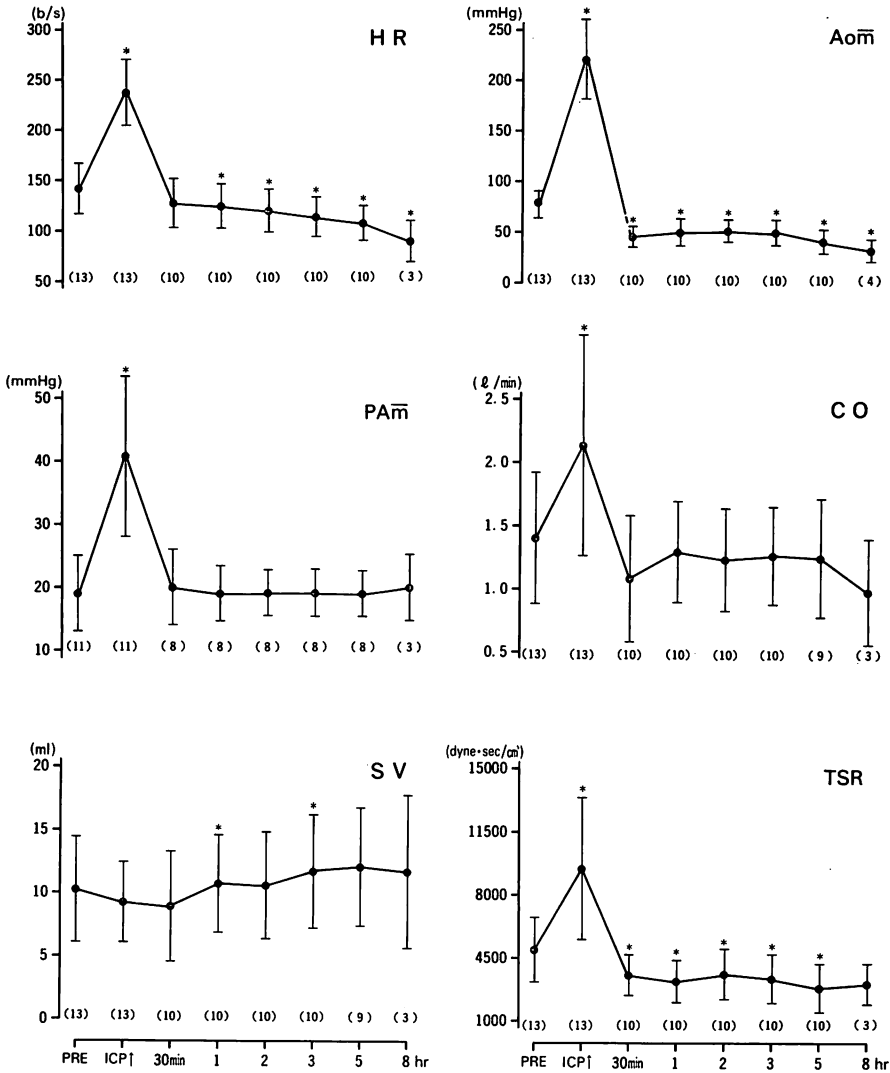 (b/s)
300
250
200
150
100
50
HR
*
* * * * *
(13) (13) (10) (10) (10) (10) (10) (3)
(mmHg)
250
200
150
100
50
0
Aom̅
*
* * * * * *
(13) (13) (10) (10) (10) (10) (10) (4)
(mmHg)
50
40
30
20
10
PAm̅
*
(11) (11) (8) (8) (8) (8) (8) (3)
(ℓ/min)
2.5
2.0
1.5
1.0
0.5
CO
*
(13) (13) (10) (10) (10) (10) (9) (3)
(ml)
20
15
10
5
0
SV
* *
(13) (13) (10) (10) (10) (10) (9) (3)
PRE ICP↑ 30min 1 2 3 5 8 hr
(dyne·sec/cm⁵)
15000
11500
8000
4500
1000
TSR
*
* * * * *
(13) (13) (10) (10) (10) (10) (10) (3)
PRE ICP↑ 30min 1 2 3 5 8 hr